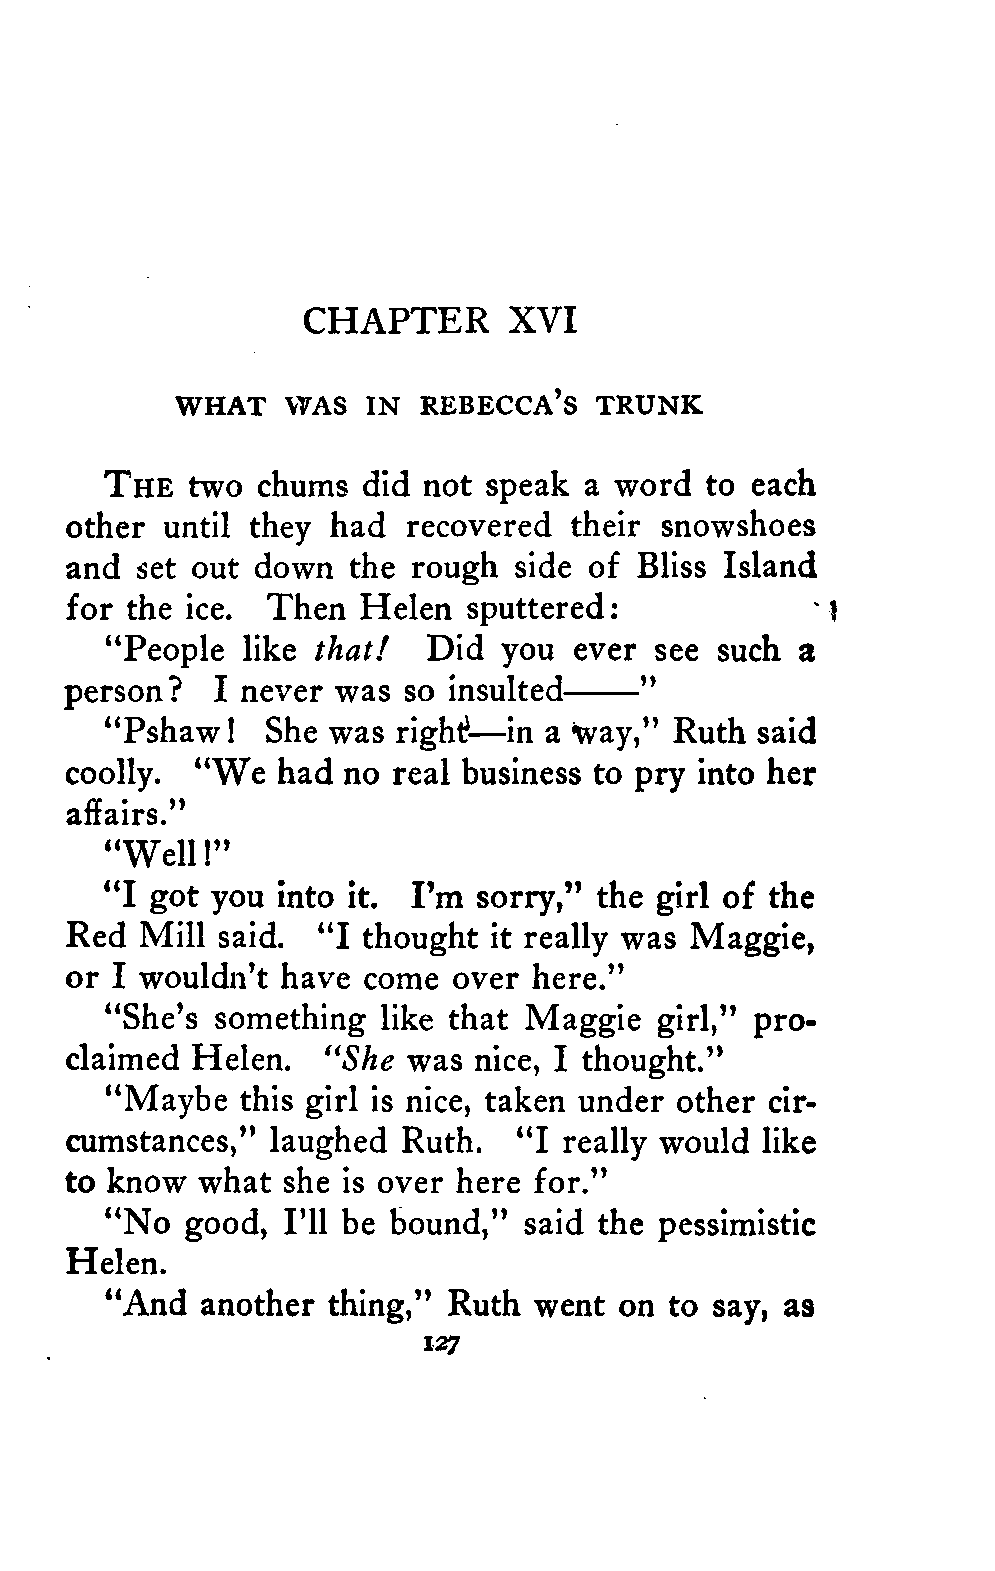 CHAPTER XVI
WHAT WAS IN REBECCA'S TRUNK
THE two chums did not speak a word to each
other until they had recovered their snowshoes
and set out down the rough side of Bliss Island
for the ice. Then Helen sputtered:
"People like that! Did you ever see such a
person? I never was so insulted——"
"Pshaw! She was right—in a way," Ruth said
coolly. "We had no real business to pry into her
affairs."
"Well!"
"I got you into it. I'm sorry," the girl of the
Red Mill said. "I thought it really was Maggie,
or I wouldn't have come over here."
"She's something like that Maggie girl," pro-
claimed Helen. "She was nice, I thought."
"Maybe this girl is nice, taken under other cir-
cumstances," laughed Ruth. "I really would like
to know what she is over here for."
"No good, I'll be bound," said the pessimistic
Helen.
"And another thing," Ruth went on to say, as
127